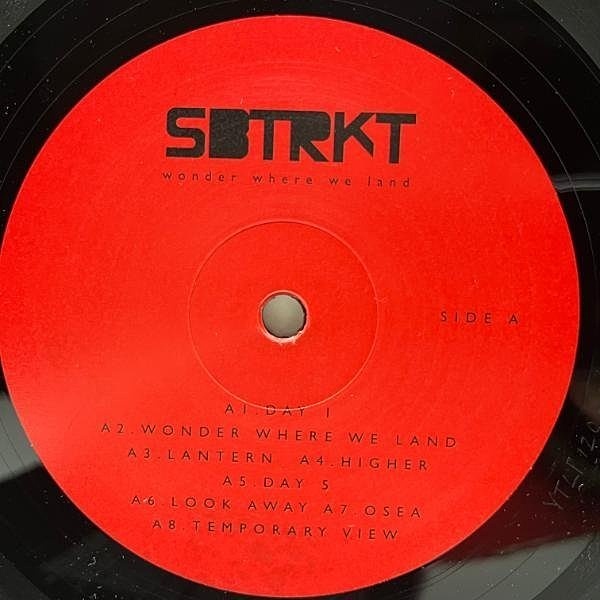 SBTRKT
wonder where we land
SIDE A
A1.DAY 1
A2.WONDER WHERE WE LAND
A3.LANTERN A4.HIGHER
A5.DAY 5
A6.LOOK AWAY A7.OSEA
A8.TEMPORARY VIEW